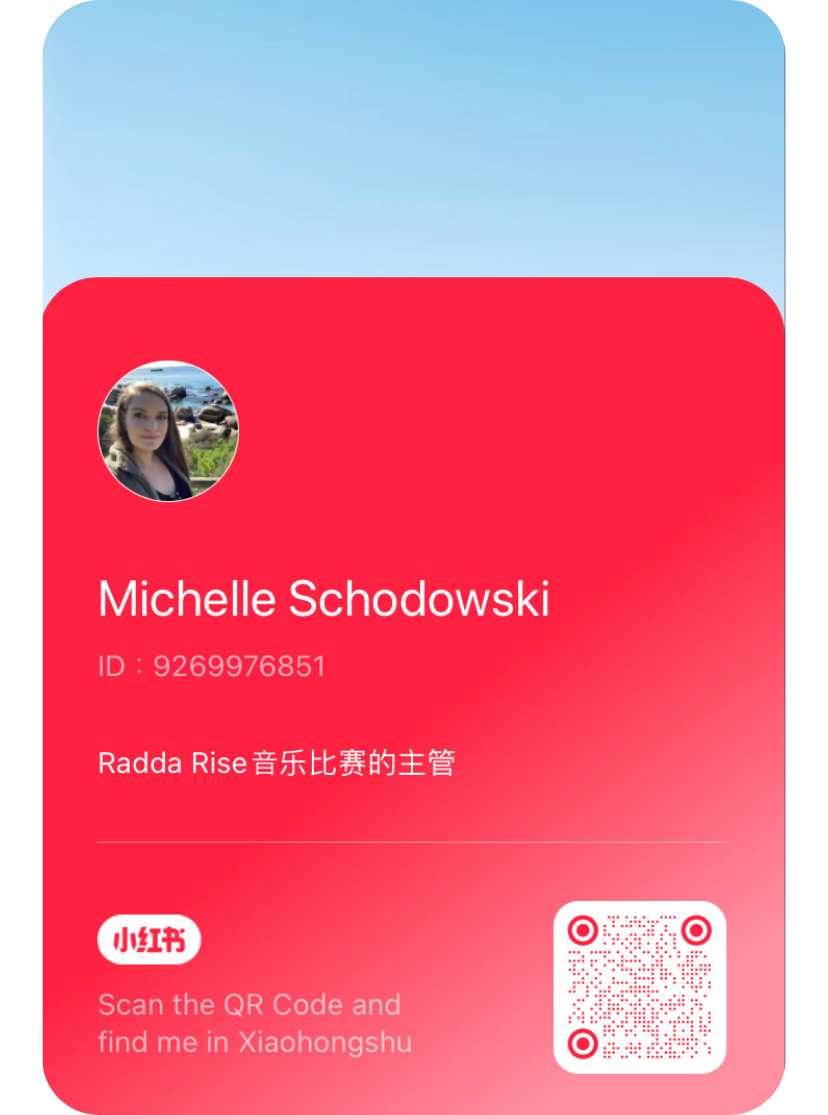 Michelle Schodowski
ID：9269976851
Radda Rise音乐比赛的主管
小红书
Scan the QR Code and
find me in Xiaohongshu